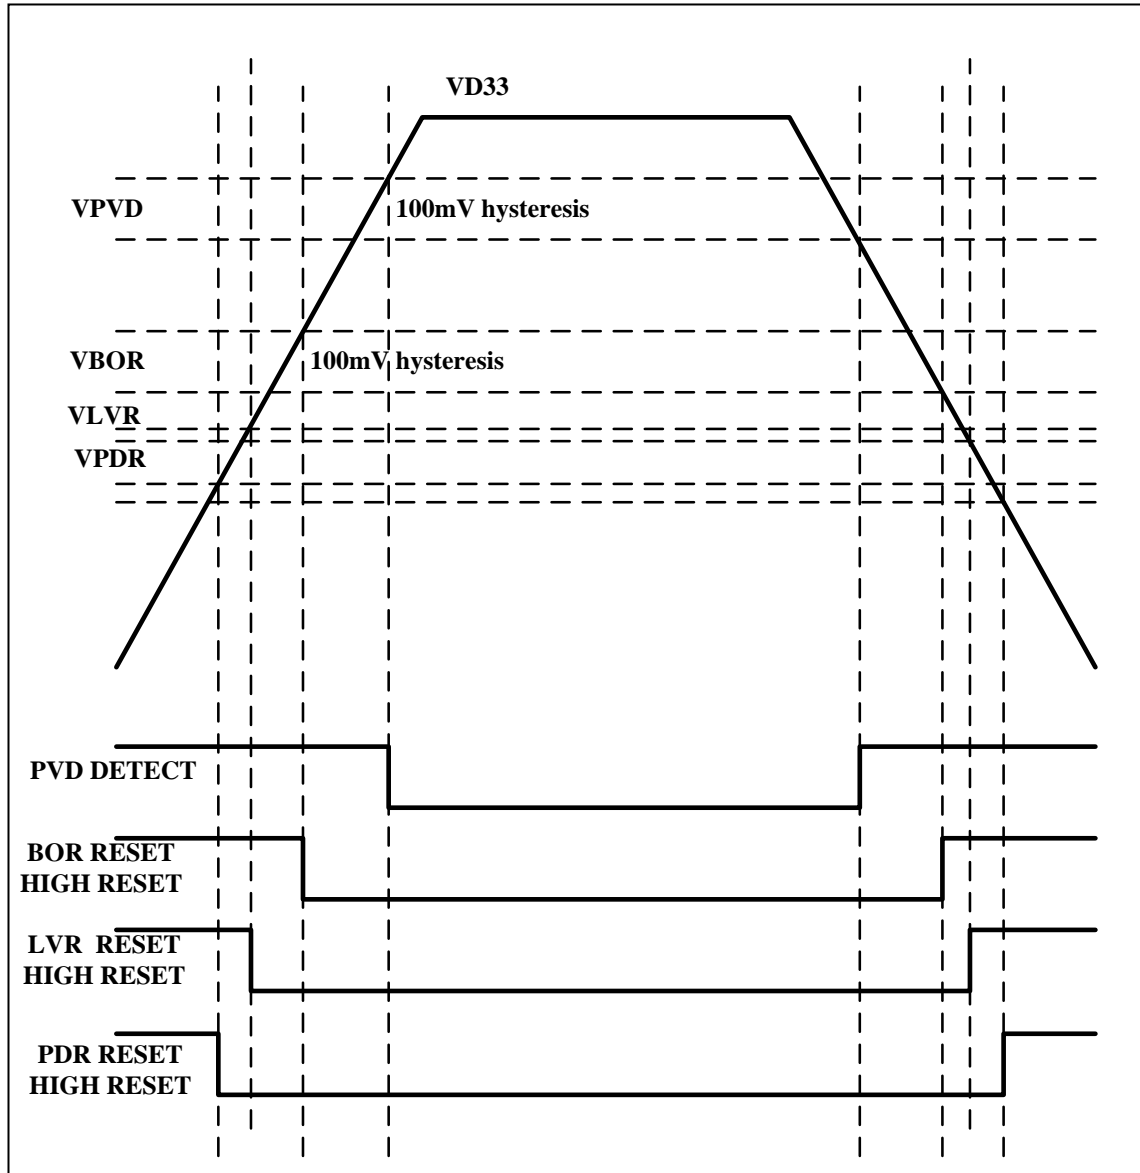 VD33
VPVD
100mV hysteresis
VBOR
100mV hysteresis
VLVR
VPDR
PVD DETECT
BOR RESET
HIGH RESET
LVR RESET
HIGH RESET
PDR RESET
HIGH RESET